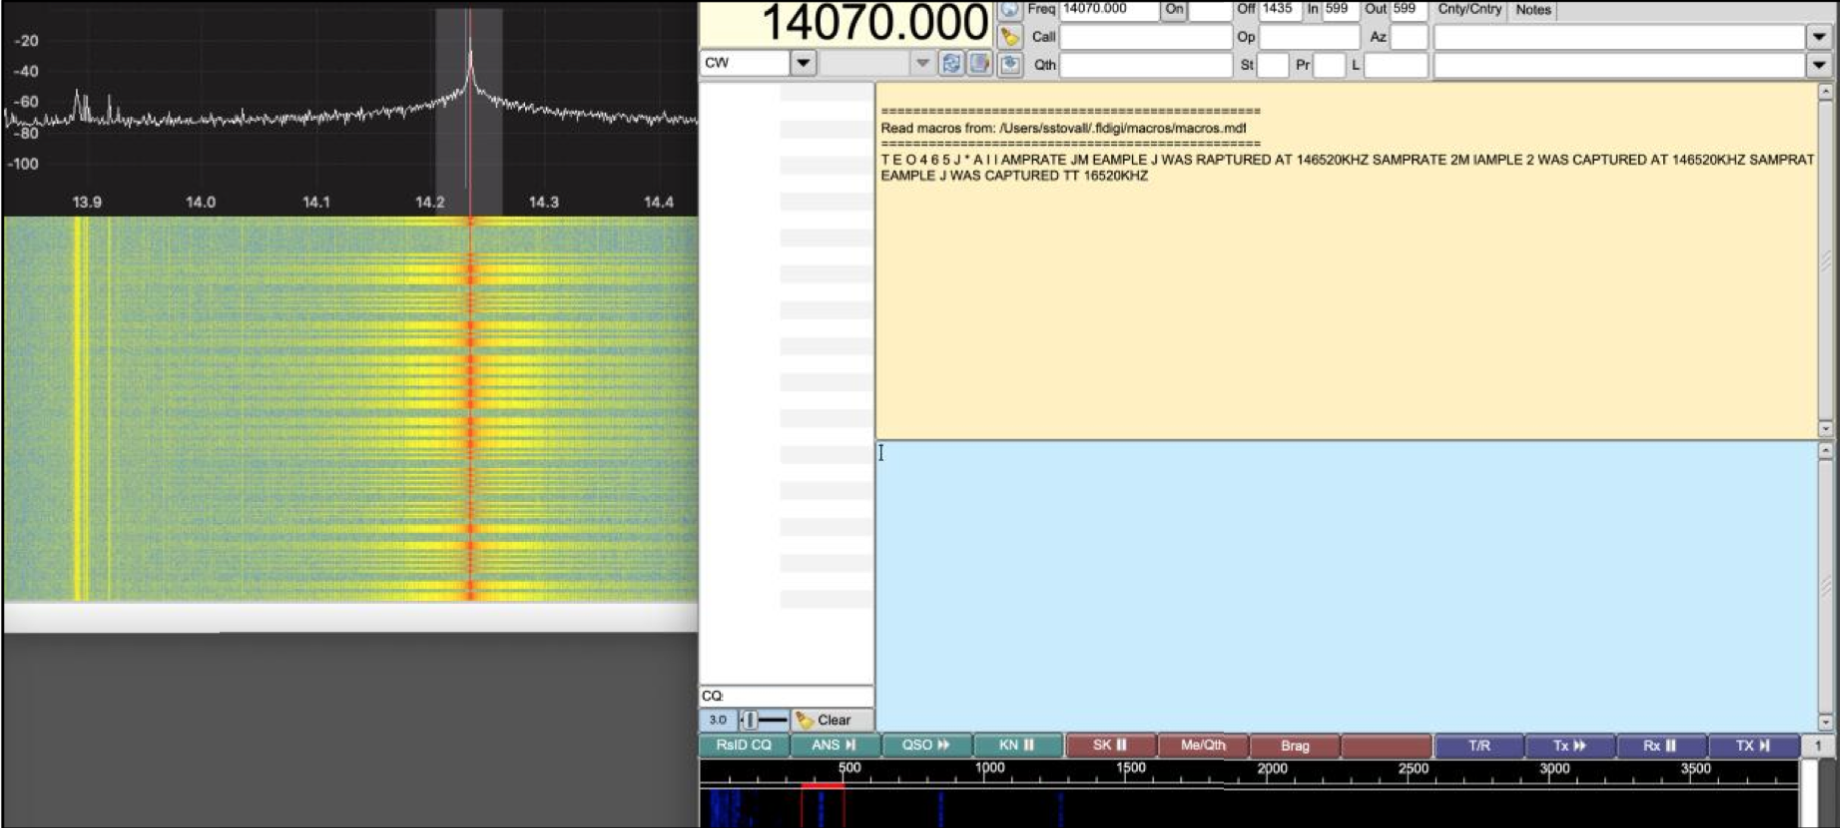 14070.000
Freq 14070.000 On Off 1435 In 599 Out 599 Cnty/Cntry Notes
Call Op Az
CW
Qth St Pr L
-20
-40
-60
-80
-100
13.9 14.0 14.1 14.2 14.3 14.4
==============================================
Read macros from: /Users/sstovall/.fldigi/macros/macros.mdf
==============================================
T E O 4 6 5 J * A I I AMPRATE JM EAMPLE J WAS RAPTURED AT 146520KHZ SAMPRATE 2M IAMPLE 2 WAS CAPTURED AT 146520KHZ SAMPRAT
EAMPLE J WAS CAPTURED TT 16520KHZ
CQ
3.0 Clear
RsID CQ ANS QSO KN SK Me/Qth Brag T/R Tx Rx TX 1
500 1000 1500 2000 2500 3000 3500